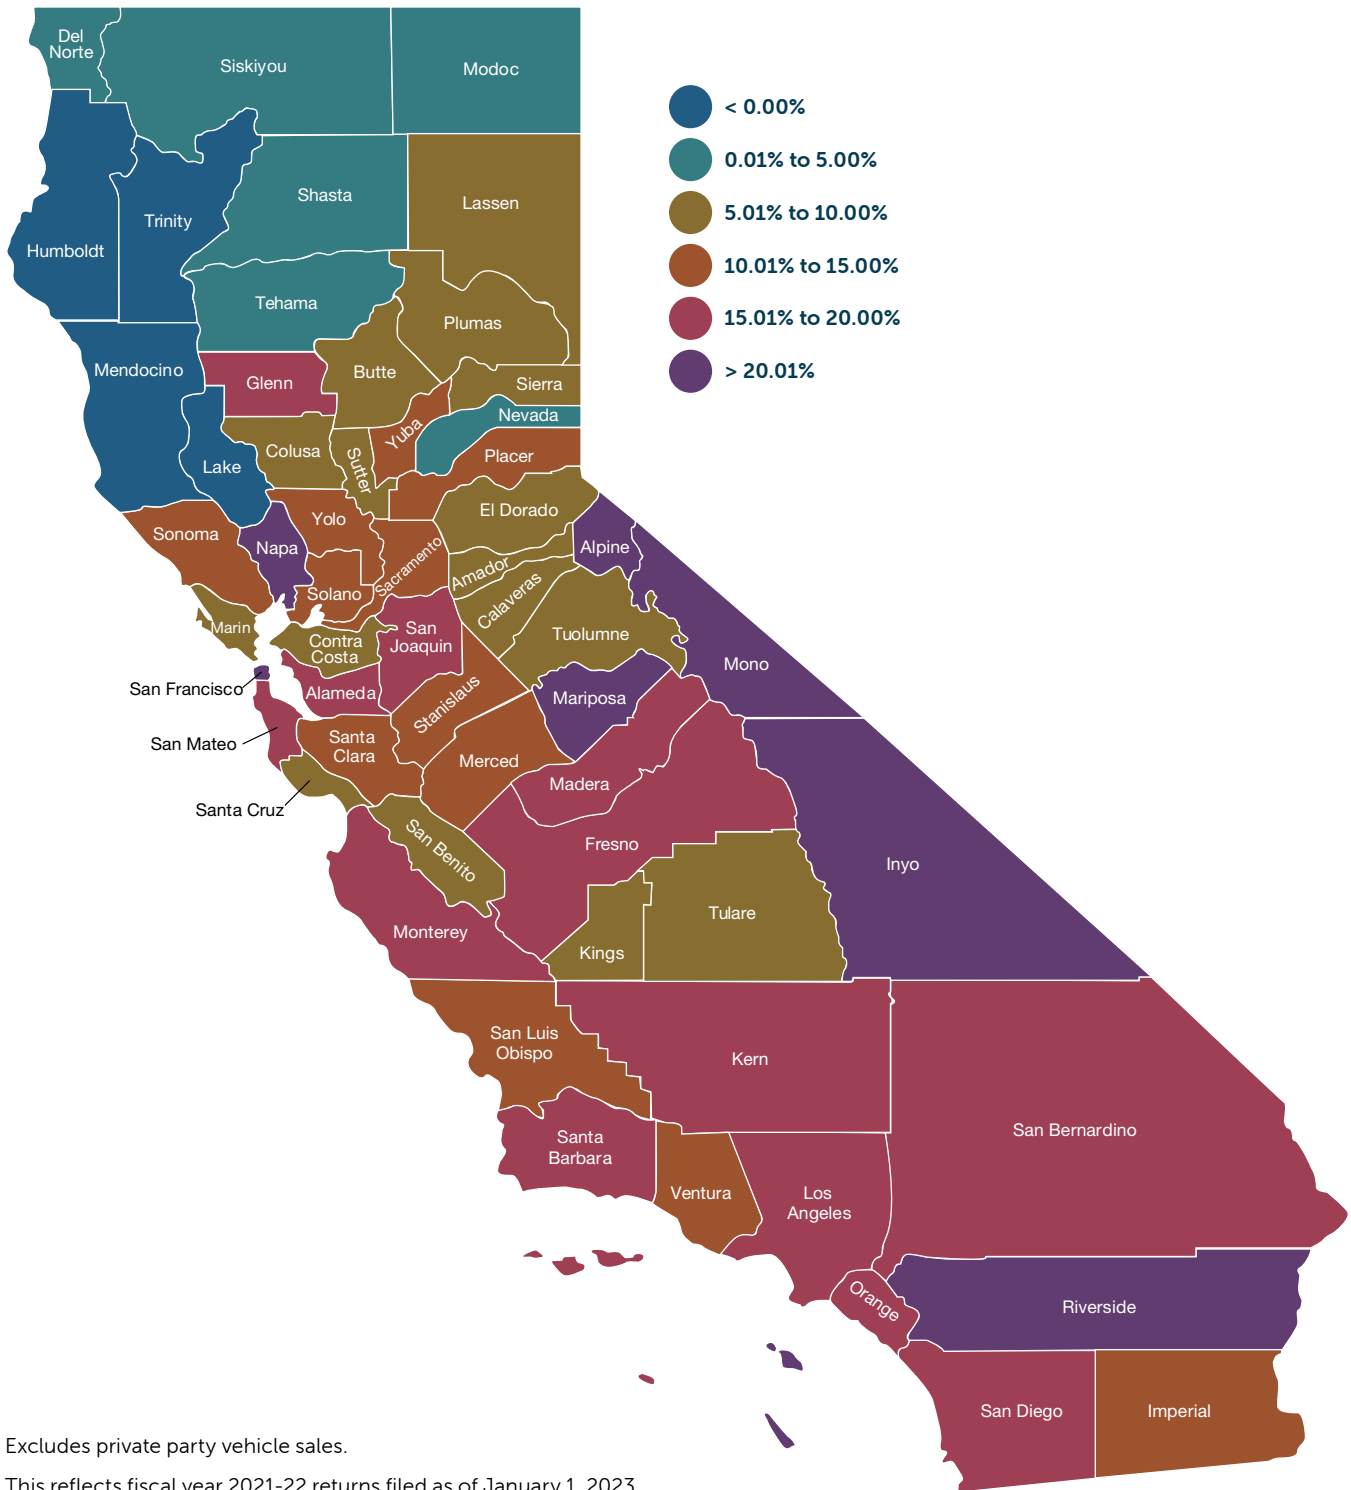 Del
Norte
Siskiyou
Modoc
< 0.00%
0.01% to 5.00%
5.01% to 10.00%
10.01% to 15.00%
15.01% to 20.00%
> 20.01%
Shasta
Lassen
Trinity
Humboldt
Tehama
Plumas
Mendocino
Glenn
Butte
Sierra
Nevada
Yuba
Colusa
Sutter
Placer
Lake
El Dorado
Sonoma
Yolo
Napa
Sacramento
Alpine
Amador
Solano
Calaveras
Marin
Contra
Costa
San
Joaquin
Tuolumne
Mono
San Francisco
Alameda
Stanislaus
Mariposa
San Mateo
Santa
Clara
Merced
Madera
Santa Cruz
San Benito
Fresno
Inyo
Tulare
Monterey
Kings
San Luis
Obispo
Kern
San Bernardino
Santa
Barbara
Ventura
Los
Angeles
Orange
Riverside
San Diego
Imperial
Excludes private party vehicle sales.
This reflects fiscal year 2021-22 returns filed as of January 1, 2023.